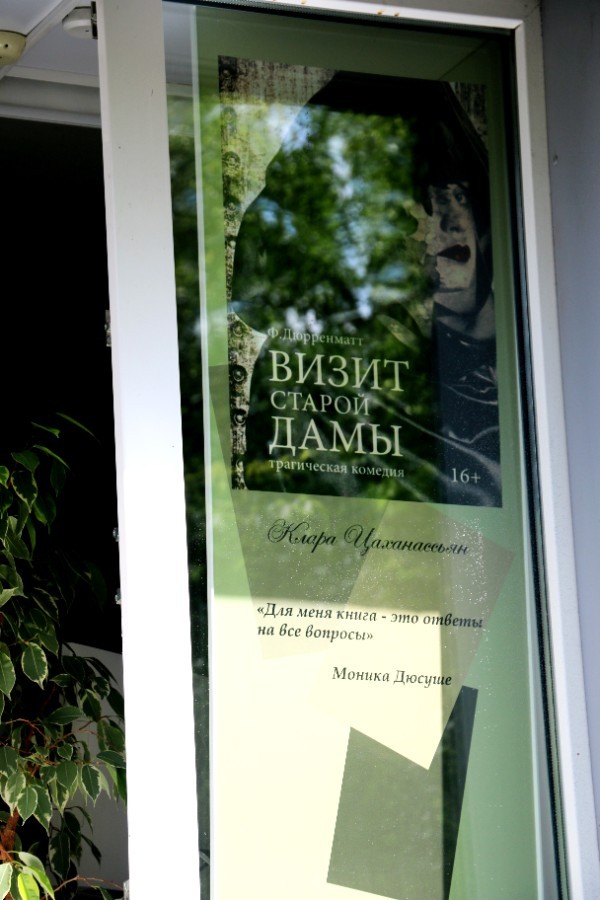 Ф.Дюрренматт
ВИЗИТ
СТАРОЙ
ДАМЫ
трагическая комедия
16+
Клара Цаханассьян
«Для меня книга - это ответы
на все вопросы»
Моника Дюсуше